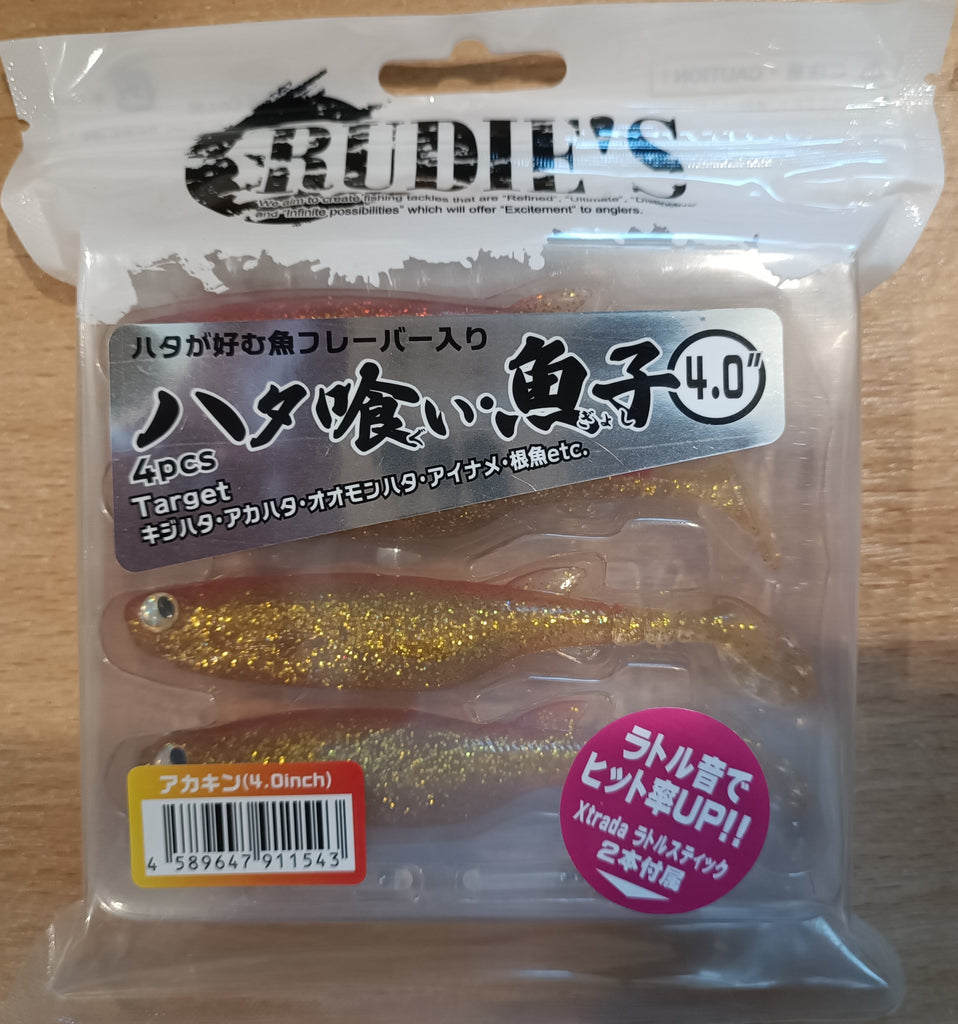 RUDIE'S
We aim to create fishing tackles that are "Refined", "Ultimate", "Distinctive"
and "Infinite possibilities" which will offer "Excitement" to anglers.
ハタが好む魚フレーバー入り
ハタ喰い・魚子 4.0"
ぐ ぎょし
4pcs
Target
キジハタ・アカハタ・オオモンハタ・アイナメ・根魚etc.
アカキン(4.0inch)
4 589647 911543
ラトル音で
ヒット率UP!!
Xtrada ラトルスティック
2本付属